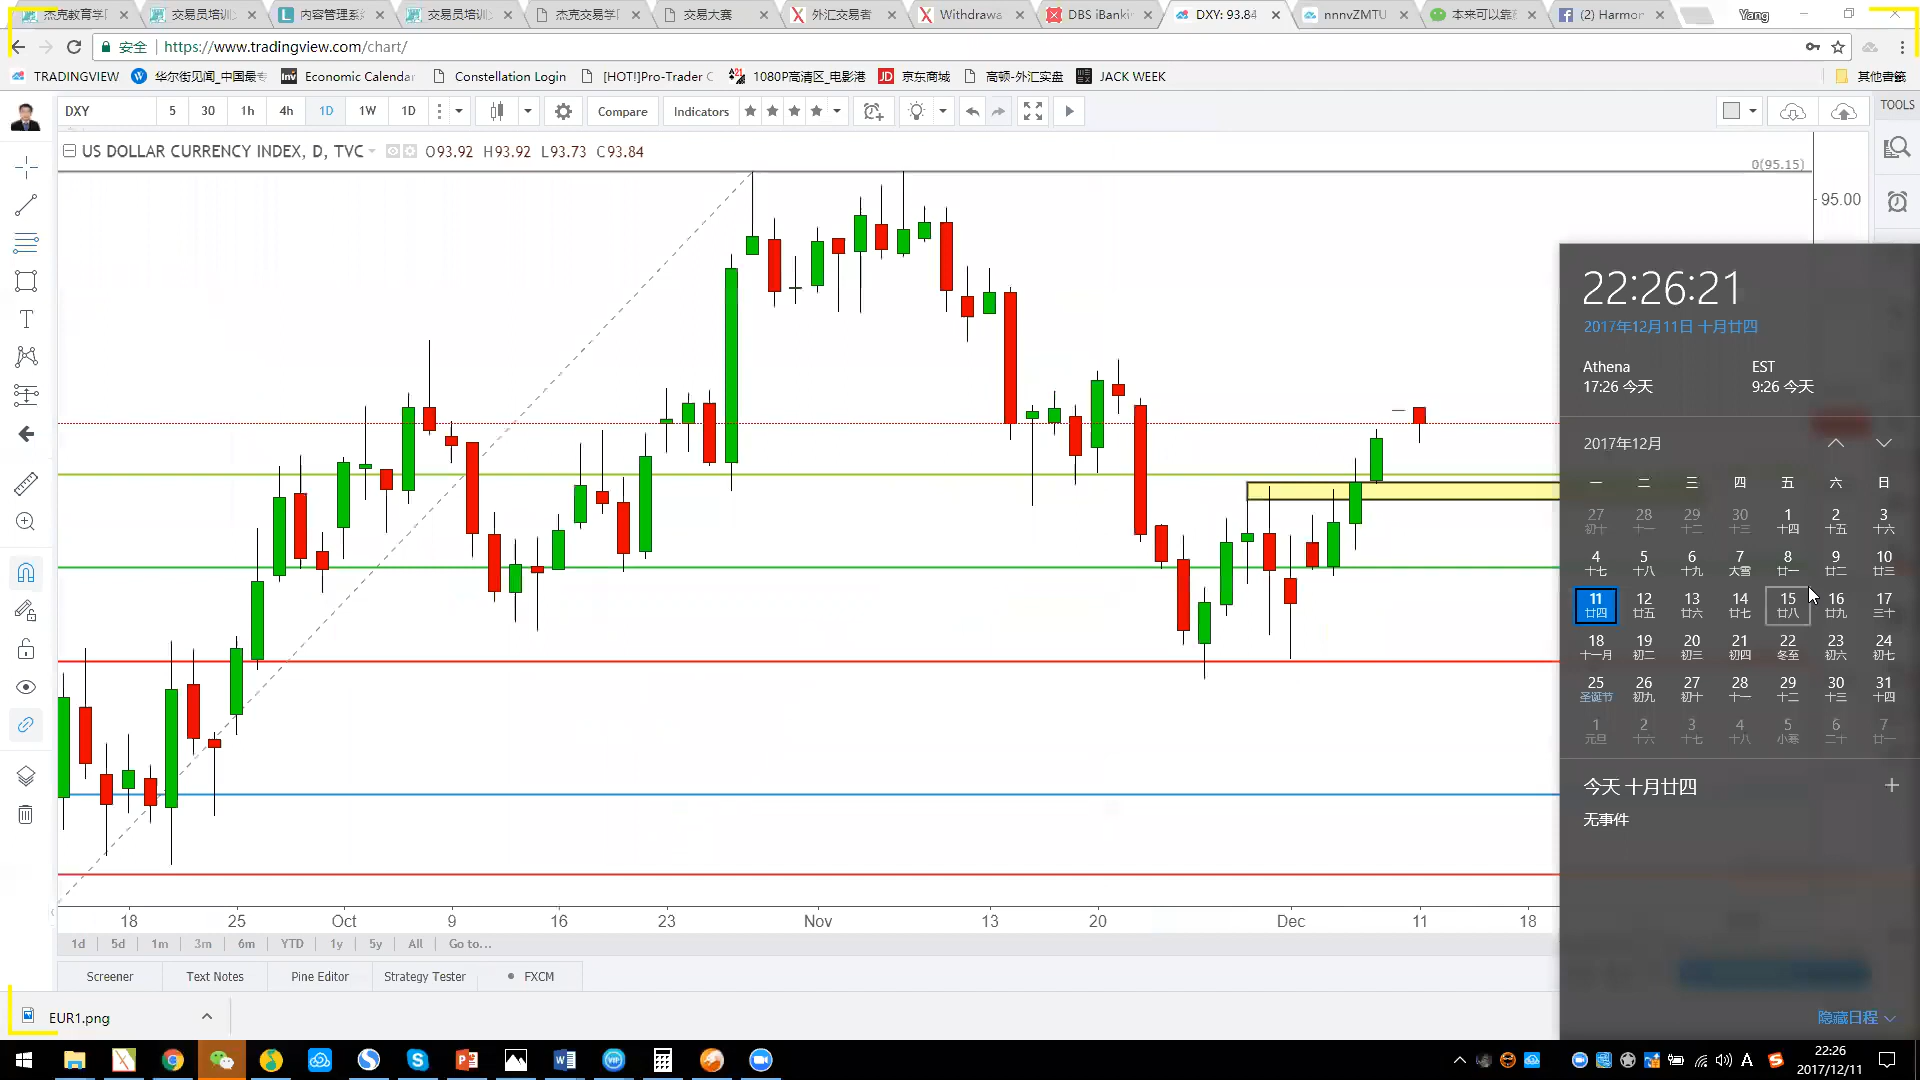 杰克教育学 交易员培训 内容管理系 交易员培训 杰克交易学 交易大赛 外汇交易者 Withdrawa DBS iBanki DXY: 93.84 nnnvZMTU 本来可以靠 (2) Harmon Yang
安全 https://www.tradingview.com/chart/
TRADINGVIEW 华尔街见闻_中国最专 Economic Calendar Constellation Login [HOT!]Pro-Trader C 1080P高清区_电影港 京东商城 高顿-外汇实盘 JACK WEEK 其他書籤
DXY 5 30 1h 4h 1D 1W 1D Compare Indicators TOOLS
US DOLLAR CURRENCY INDEX, D, TVC O93.92 H93.92 L93.73 C93.84
0(95.15)
95.00
22:26:21
2017年12月11日 十月廿四
Athena EST
17:26 今天 9:26 今天
2017年12月
一 二 三 四 五 六 日
27 28 29 30 1 2 3
初十 十一 十二 十三 十四 十五 十六
4 5 6 7 8 9 10
十七 十八 十九 大雪 廿一 廿二 廿三
11 12 13 14 15 16 17
廿四 廿五 廿六 廿七 廿八 廿九 三十
18 19 20 21 22 23 24
十一月 初二 初三 初四 冬至 初六 初七
25 26 27 28 29 30 31
圣诞节 初九 初十 十一 十二 十三 十四
1 2 3 4 5 6 7
元旦 十六 十七 十八 小寒 二十 廿一
今天 十月廿四
无事件
隐藏日程
18 25 Oct 9 16 23 Nov 13 20 Dec 11 18
1d 5d 1m 3m 6m YTD 1y 5y All Go to...
Screener Text Notes Pine Editor Strategy Tester FXCM
EUR1.png
22:26
2017/12/11